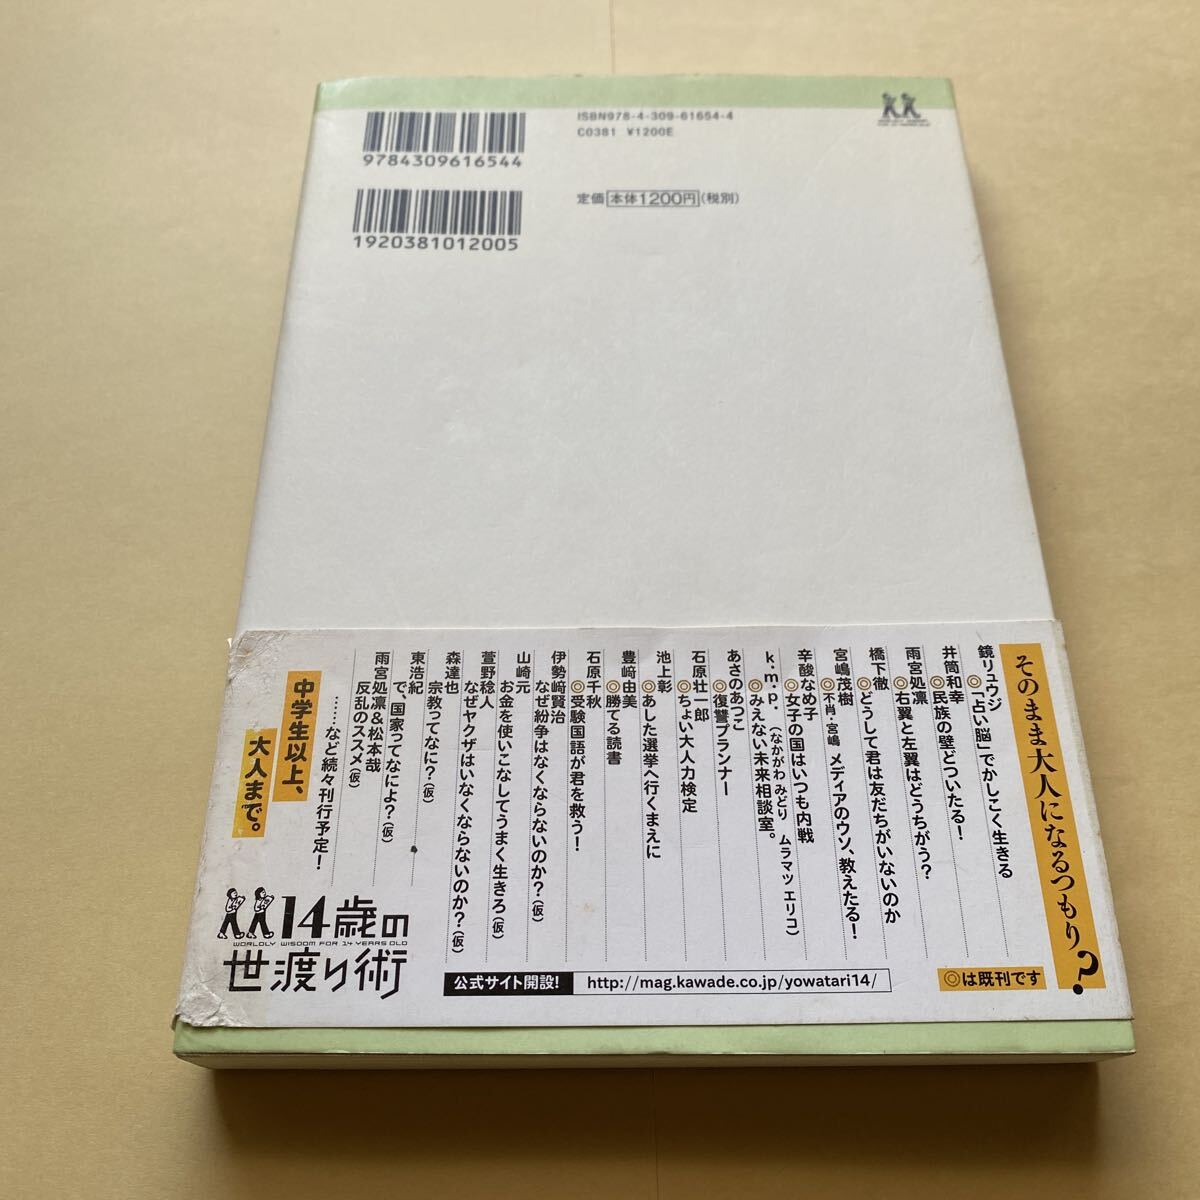 ISBN978-4-309-61654-4
C0381 ¥1200E
9784309616544
定価 本体1200円 (税別)
1920381012005
そのまま大人になるつもり?
鏡リュウジ
◎「占い脳」でかしこく生きる
井筒和幸
◎民族の壁どついたる!
雨宮処凛
◎右翼と左翼はどうちがう?
橋下徹
◎どうして君は友だちがいないのか
宮嶋茂樹
◎不肖・宮嶋 メディアのウソ、教えたる!
辛酸なめ子
◎女子の国はいつも内戦
k.m.p. (なかがわ みどり ムラマツ エリコ)
◎みえない未来相談室。
あさのあつこ
◎復讐プランナー
石原壮一郎
◎ちょい大人力検定
池上彰
◎あした選挙へ行くまえに
豊﨑由美
◎勝てる読書
石原千秋
◎受験国語が君を救う!
伊勢﨑賢治
なぜ紛争はなくならないのか?(仮)
山崎元
お金を使いこなしてうまく生きろ(仮)
萱野稔人
なぜヤクザはいなくならないのか?(仮)
森達也
宗教ってなに?(仮)
東浩紀
で、国家ってなによ?(仮)
雨宮処凛&松本哉
反乱のススメ(仮)
……など続々刊行予定!
中学生以上、
大人まで。
14歳の
WORLDLY WISDOM FOR 14 YEARS OLD
世渡り術
公式サイト開設! http://mag.kawade.co.jp/yowatari14/
◎は既刊です